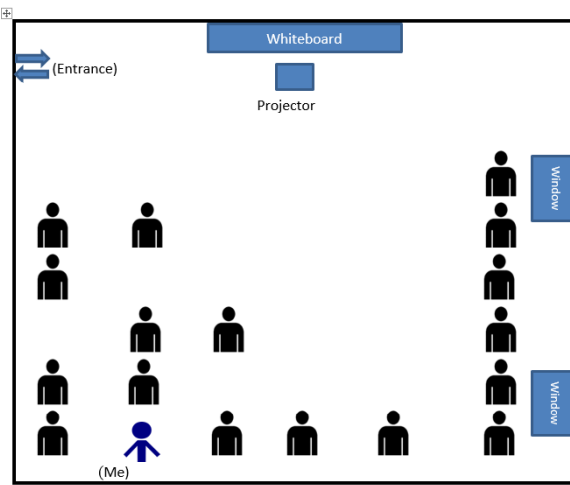 Whiteboard
(Entrance)
Projector
Window
Window
(Me)